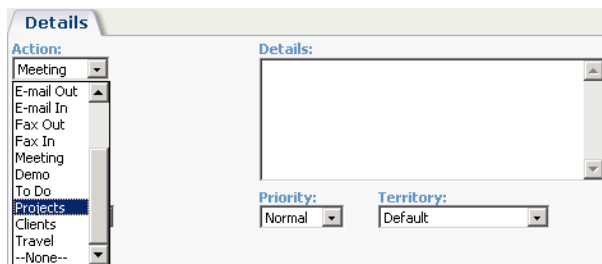 Details
Action:
Meeting
E-mail Out
E-mail In
Fax Out
Fax In
Meeting
Demo
To Do
Projects
Clients
Travel
--None--
Details:
Priority:
Normal
Territory:
Default